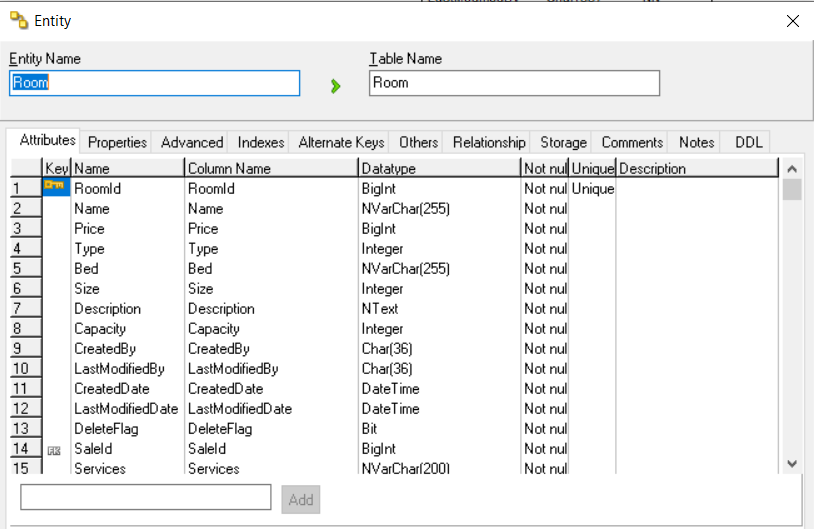 Entity
Entity Name
Table Name
Room
Room
Attributes Properties Advanced Indexes Alternate Keys Others Relationship Storage Comments Notes DDL
Key Name Column Name Datatype Not nul Unique Description
1 RoomId RoomId BigInt Not nul Unique
2 Name Name NVarChar(255) Not nul
3 Price Price BigInt Not nul
4 Type Type Integer Not nul
5 Bed Bed NVarChar(255) Not nul
6 Size Size Integer Not nul
7 Description Description NText Not nul
8 Capacity Capacity Integer Not nul
9 CreatedBy CreatedBy Char(36) Not nul
10 LastModifiedBy LastModifiedBy Char(36) Not nul
11 CreatedDate CreatedDate DateTime Not nul
12 LastModifiedDate LastModifiedDate DateTime Not nul
13 DeleteFlag DeleteFlag Bit Not nul
14 FK SaleId SaleId BigInt Not nul
15 Services Services NVarChar(200) Not nul
Add